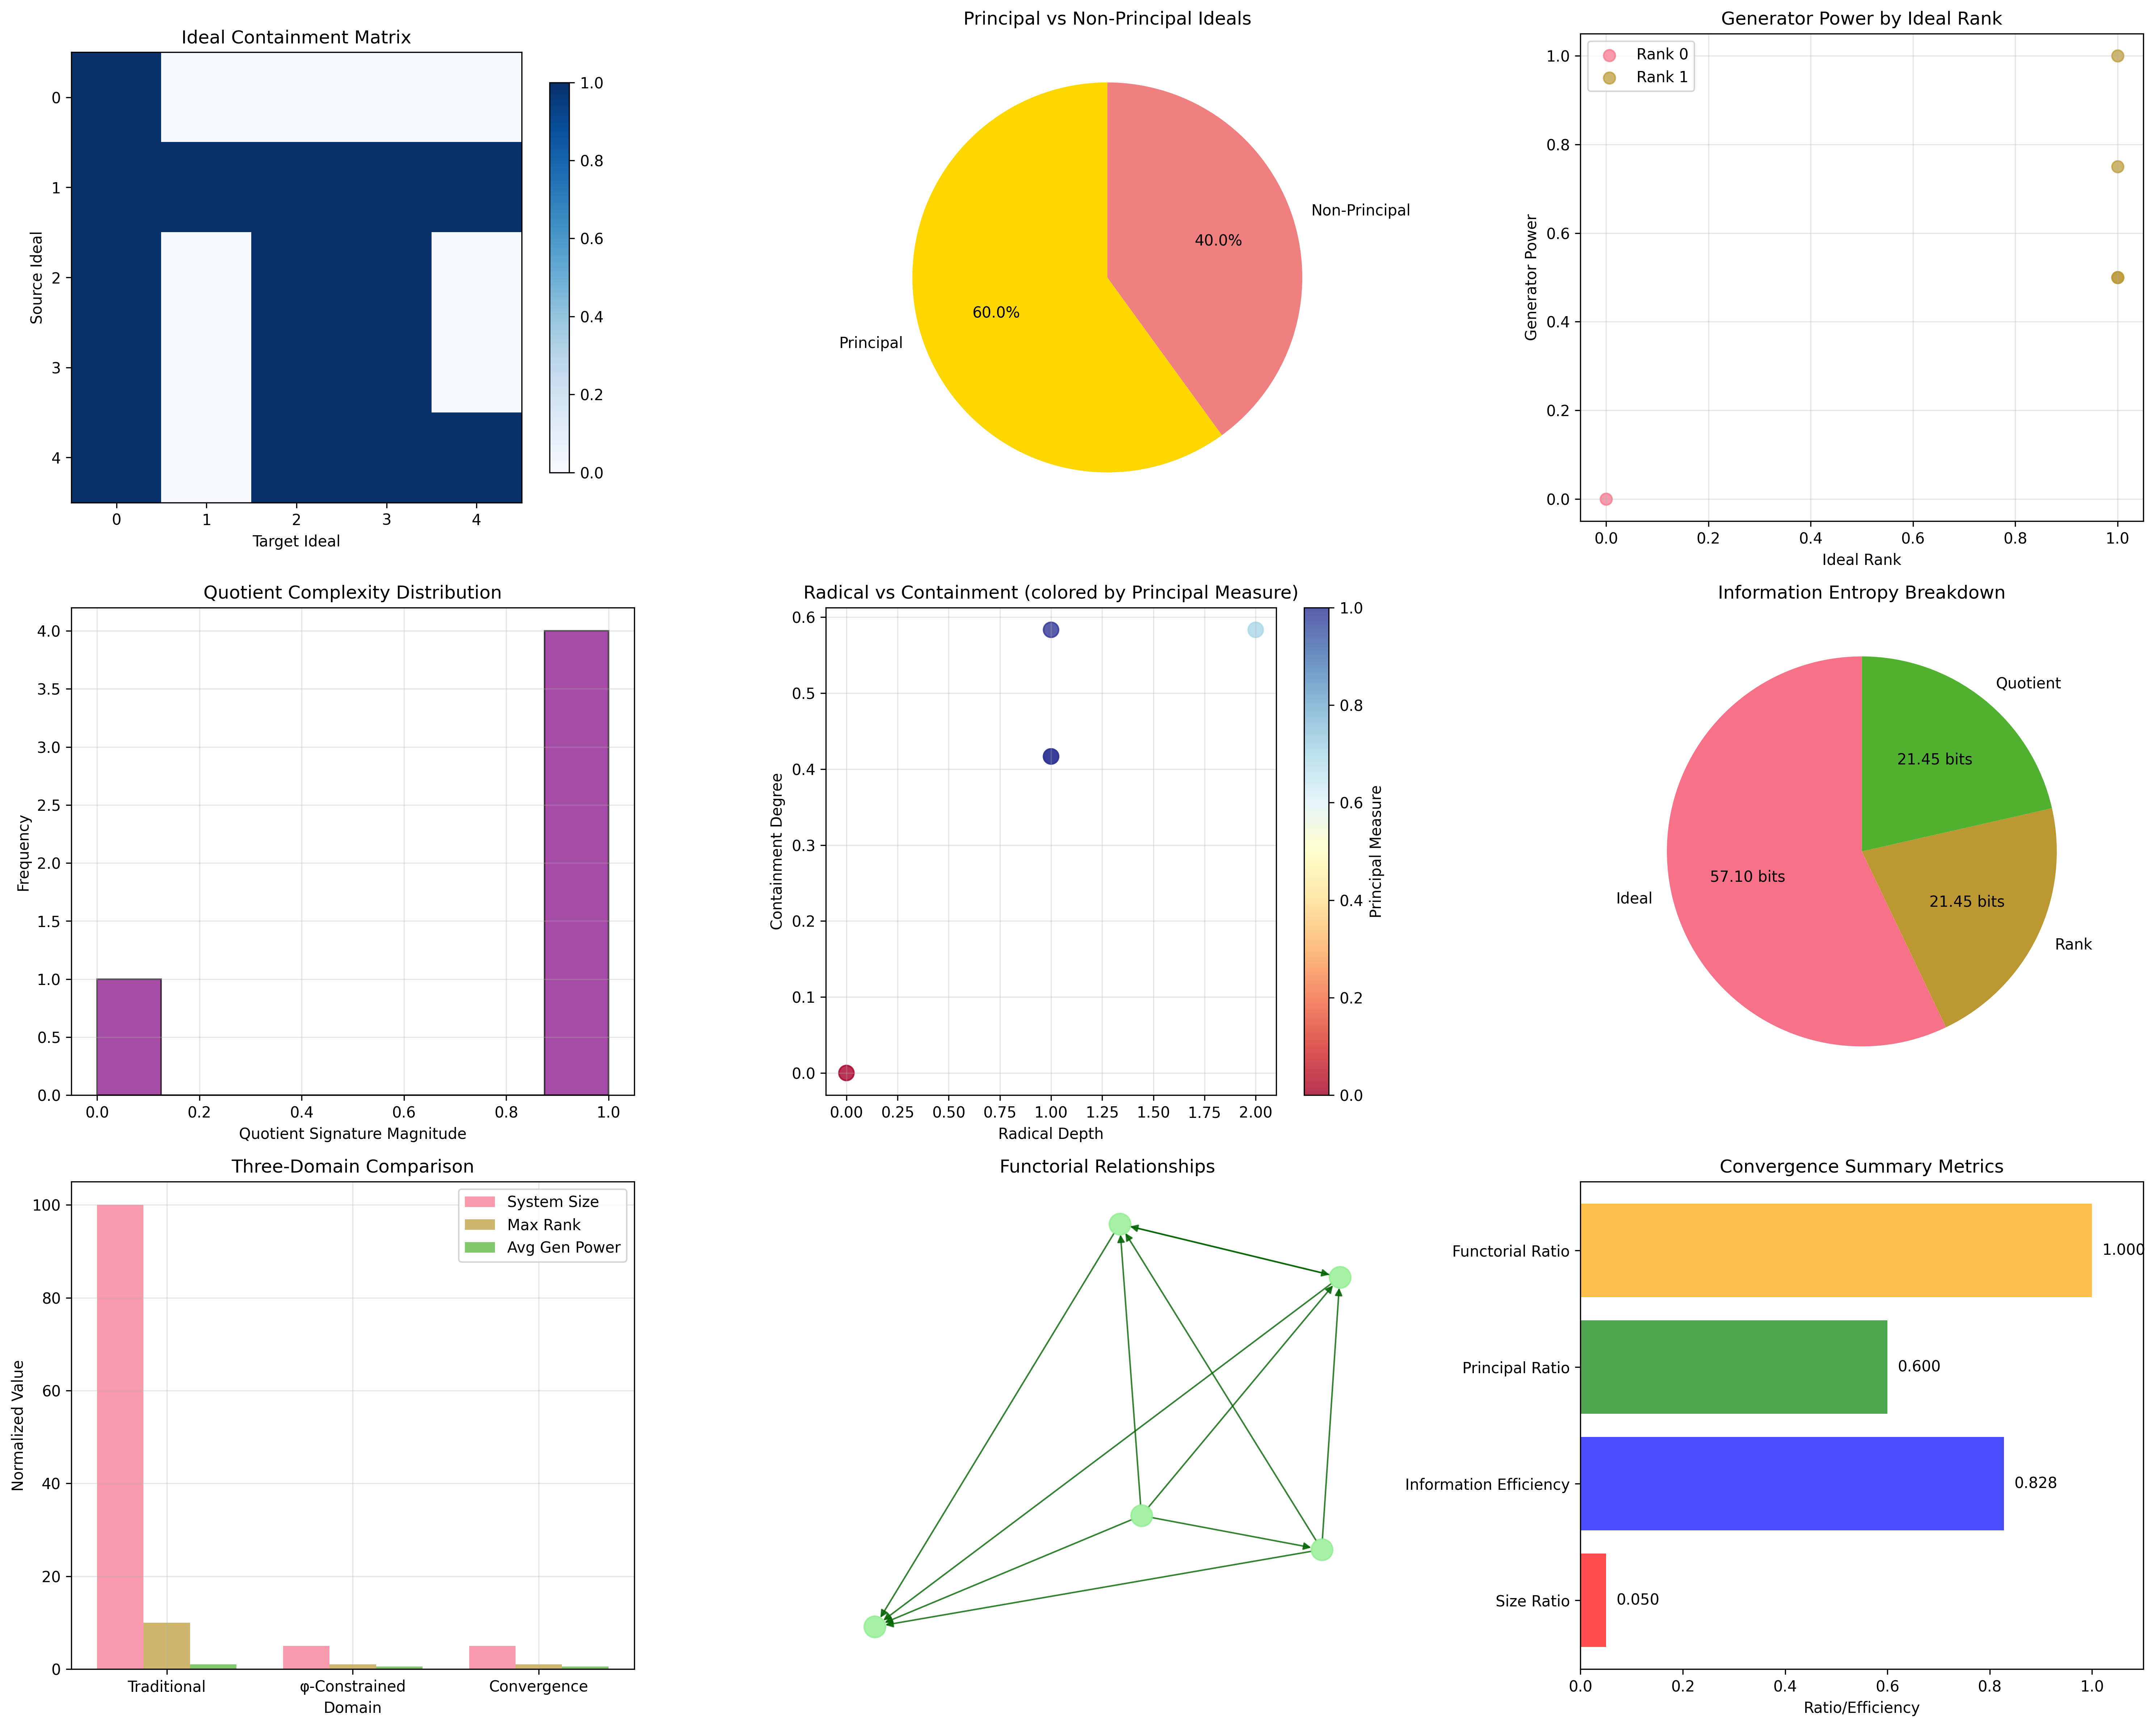 Ideal Containment Matrix
0
1
2
3
4
Source Ideal
0 1 2 3 4
Target Ideal
1.0
0.8
0.6
0.4
0.2
0.0
Principal vs Non-Principal Ideals
Non-Principal
40.0%
60.0%
Principal
Generator Power by Ideal Rank
Rank 0
Rank 1
1.0
0.8
0.6
0.4
0.2
0.0
Generator Power
0.0 0.2 0.4 0.6 0.8 1.0
Ideal Rank
Quotient Complexity Distribution
4.0
3.5
3.0
2.5
2.0
1.5
1.0
0.5
0.0
Frequency
0.0 0.2 0.4 0.6 0.8 1.0
Quotient Signature Magnitude
Radical vs Containment (colored by Principal Measure)
0.6
0.5
0.4
0.3
0.2
0.1
0.0
Containment Degree
0.00 0.25 0.50 0.75 1.00 1.25 1.50 1.75 2.00
Radical Depth
1.0
0.8
0.6
0.4
0.2
0.0
Principal Measure
Information Entropy Breakdown
Quotient
21.45 bits
57.10 bits
Ideal
21.45 bits
Rank
Three-Domain Comparison
System Size
Max Rank
Avg Gen Power
100
80
60
40
20
0
Normalized Value
Traditional φ-Constrained Convergence
Domain
Functorial Relationships
Convergence Summary Metrics
Functorial Ratio 1.000
Principal Ratio 0.600
Information Efficiency 0.828
Size Ratio 0.050
0.0 0.2 0.4 0.6 0.8 1.0
Ratio/Efficiency